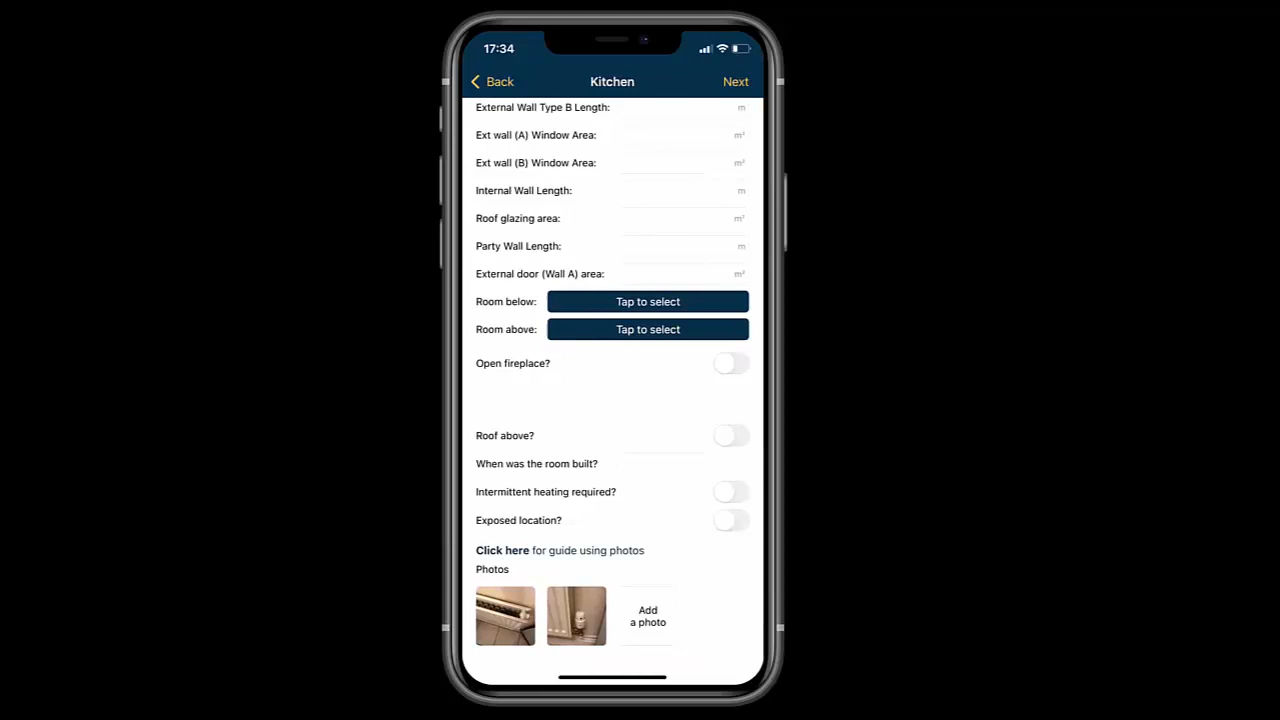 17:34
Back
Kitchen
Next
External Wall Type B Length:
m
Ext wall (A) Window Area:
m²
Ext wall (B) Window Area:
m²
Internal Wall Length:
m
Roof glazing area:
m²
Party Wall Length:
m
External door (Wall A) area:
m²
Room below:
Tap to select
Room above:
Tap to select
Open fireplace?
Roof above?
When was the room built?
Intermittent heating required?
Exposed location?
Click here for guide using photos
Photos
Add
a photo